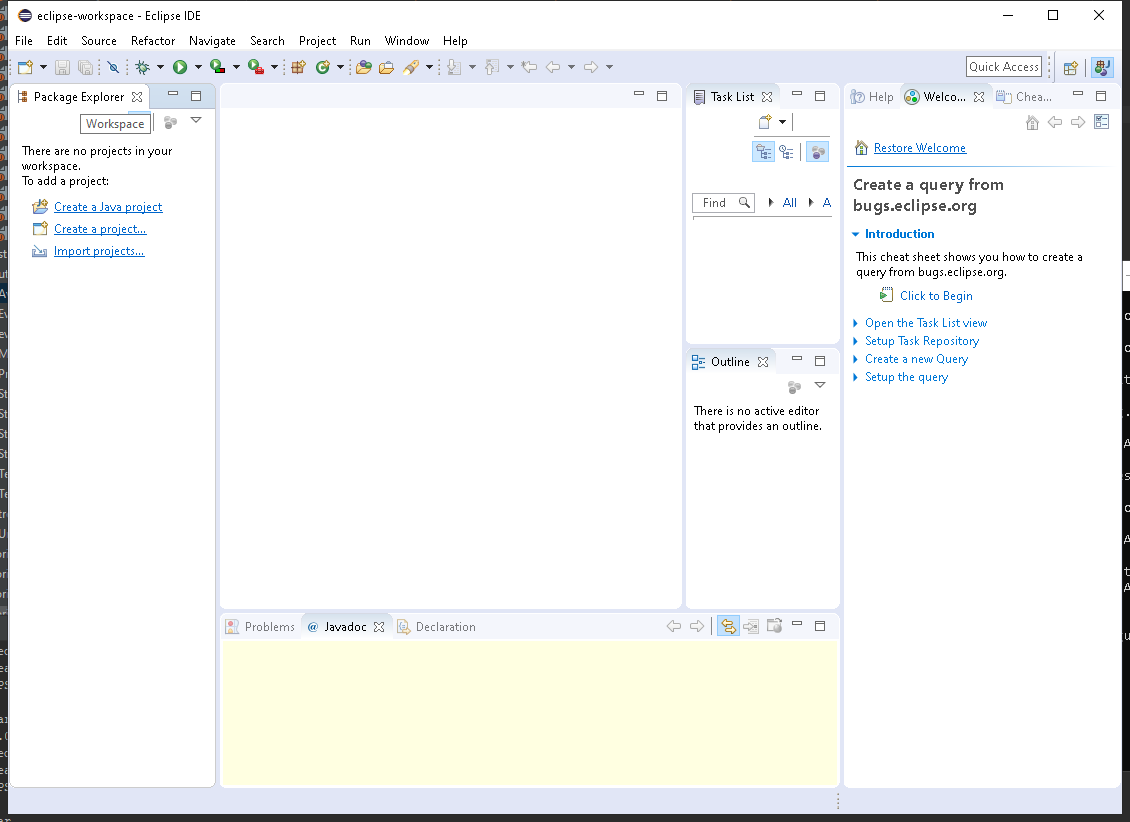 eclipse-workspace - Eclipse IDE
File Edit Source Refactor Navigate Search Project Run Window Help
Quick Access
Package Explorer
Workspace
There are no projects in your
workspace.
To add a project:
Create a Java project
Create a project...
Import projects...
Task List
Find
All
A
Outline
There is no active editor
that provides an outline.
Help Welco... Chea...
Restore Welcome
Create a query from
bugs.eclipse.org
Introduction
This cheat sheet shows you how to create a
query from bugs.eclipse.org.
Click to Begin
Open the Task List view
Setup Task Repository
Create a new Query
Setup the query
Problems @ Javadoc Declaration